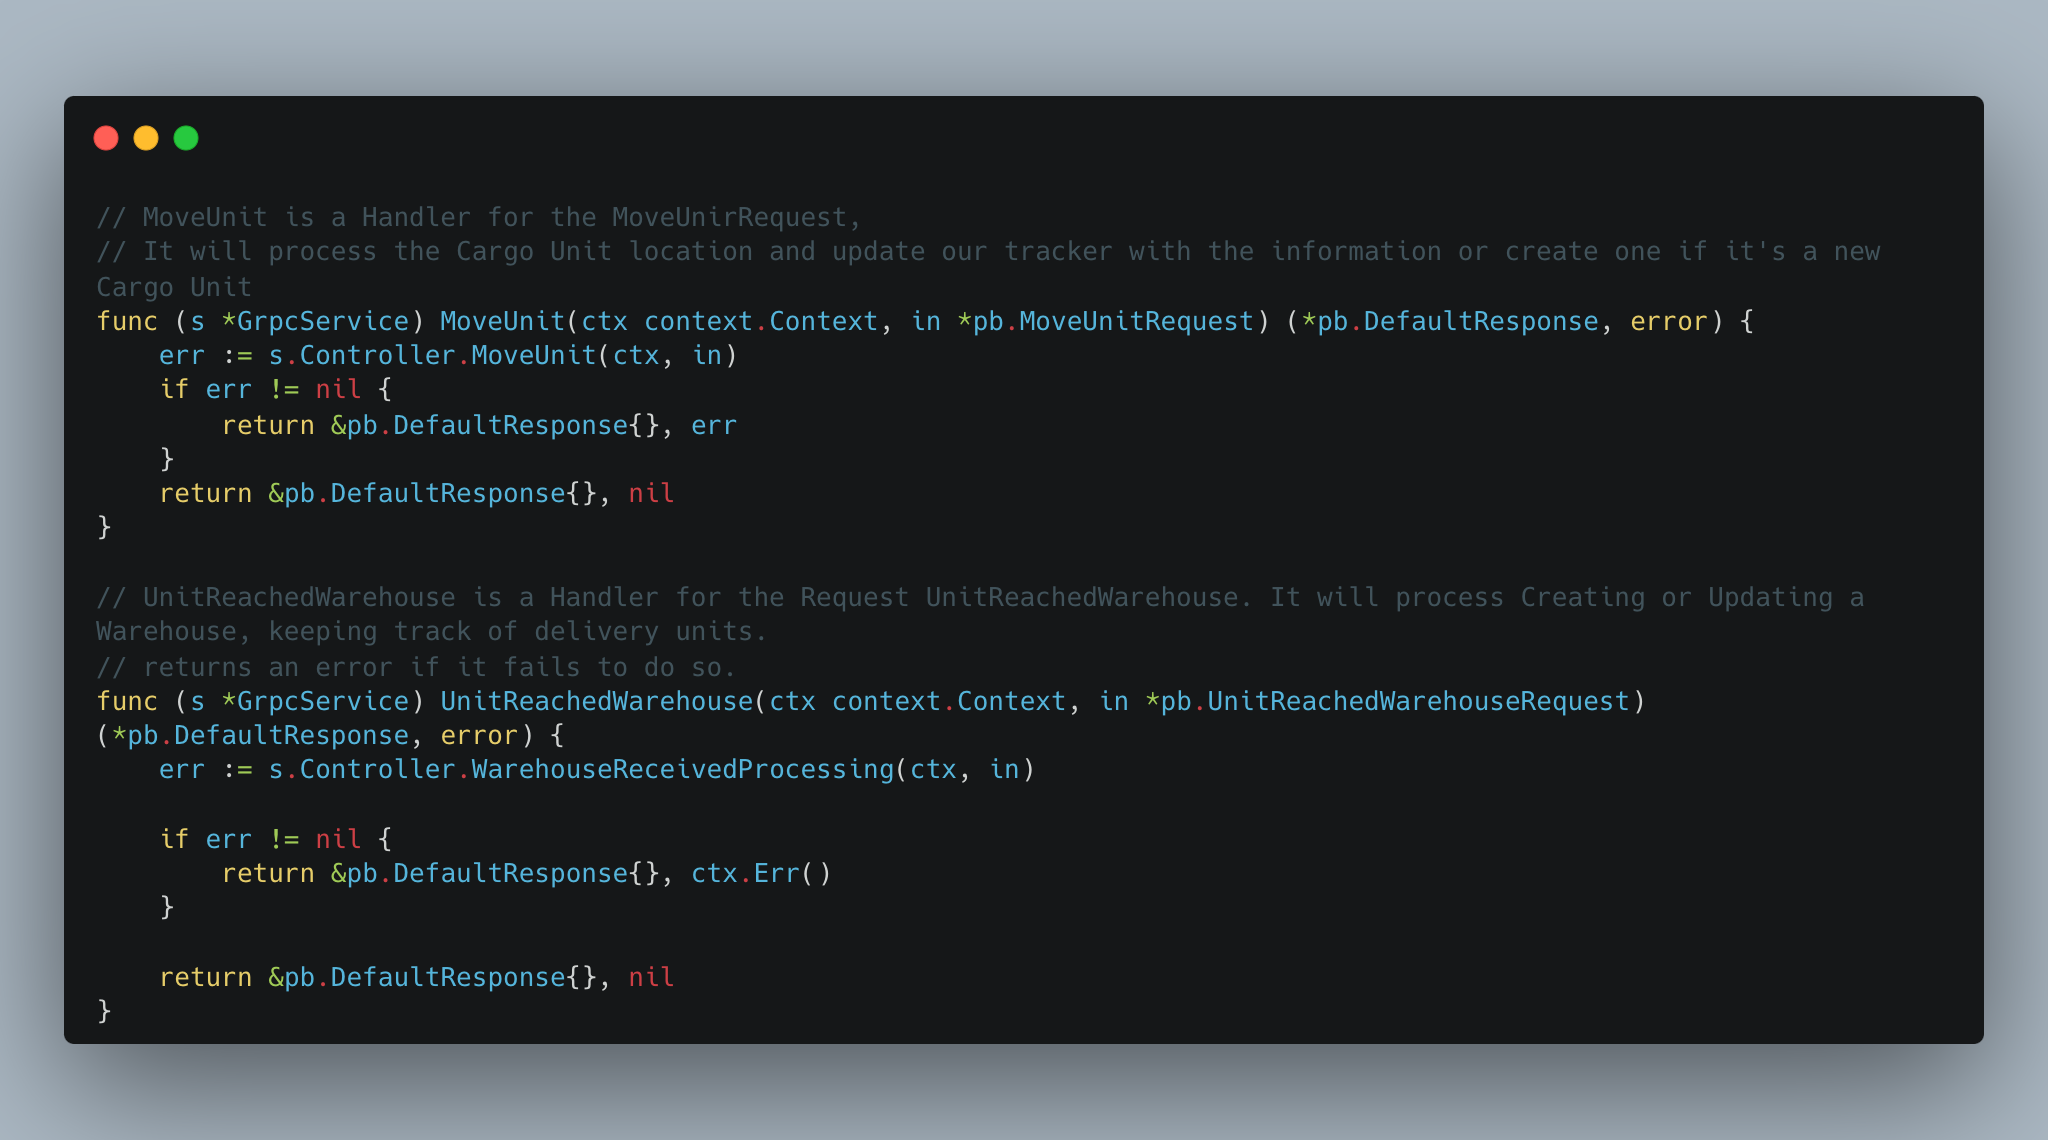 // MoveUnit is a Handler for the MoveUnirRequest,
// It will process the Cargo Unit location and update our tracker with the information or create one if it's a new
Cargo Unit
func (s *GrpcService) MoveUnit(ctx context.Context, in *pb.MoveUnitRequest) (*pb.DefaultResponse, error) {
    err := s.Controller.MoveUnit(ctx, in)
    if err != nil {
        return &pb.DefaultResponse{}, err
    }
    return &pb.DefaultResponse{}, nil
}

// UnitReachedWarehouse is a Handler for the Request UnitReachedWarehouse. It will process Creating or Updating a
Warehouse, keeping track of delivery units.
// returns an error if it fails to do so.
func (s *GrpcService) UnitReachedWarehouse(ctx context.Context, in *pb.UnitReachedWarehouseRequest)
(*pb.DefaultResponse, error) {
    err := s.Controller.WarehouseReceivedProcessing(ctx, in)

    if err != nil {
        return &pb.DefaultResponse{}, ctx.Err()
    }

    return &pb.DefaultResponse{}, nil
}